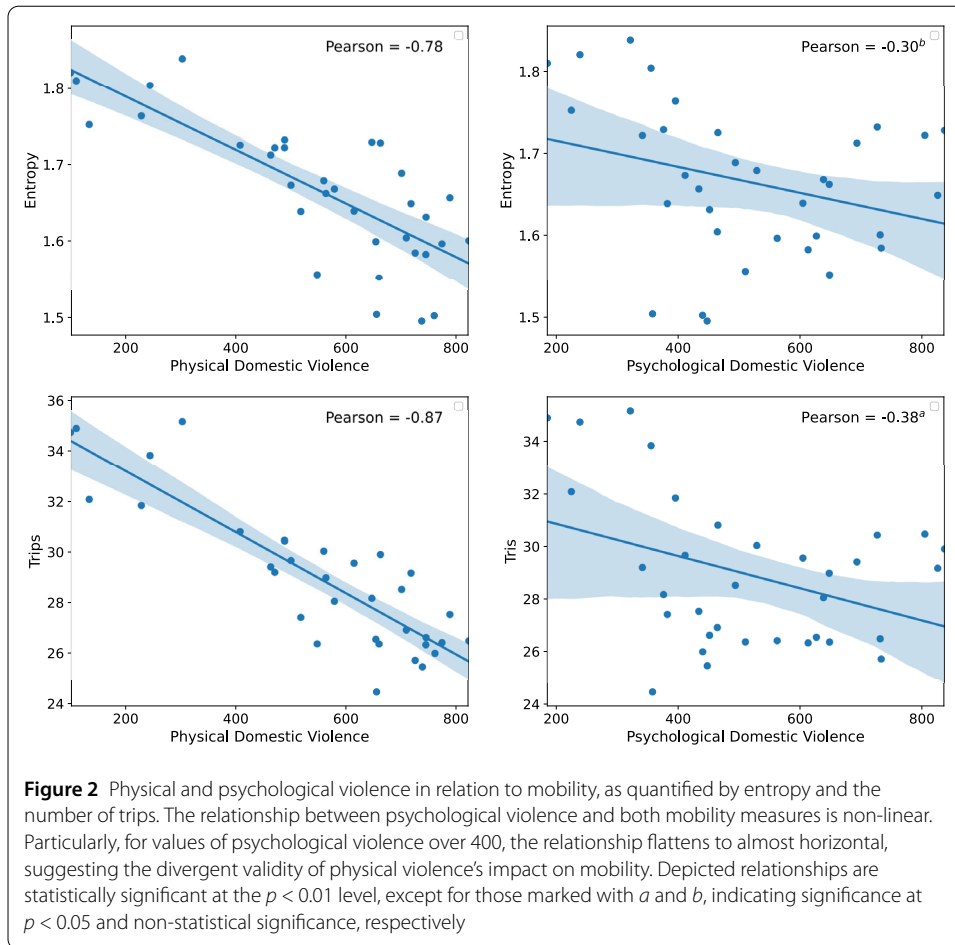 Pearson = -0.78
Entropy
1.8
1.7
1.6
1.5
200 400 600 800
Physical Domestic Violence
Pearson = -0.30b
Entropy
1.8
1.7
1.6
1.5
200 400 600 800
Psychological Domestic Violence
Pearson = -0.87
Trips
36
34
32
30
28
26
24
200 400 600 800
Physical Domestic Violence
Pearson = -0.38a
Tris
34
32
30
28
26
24
200 400 600 800
Psychological Domestic Violence
Figure 2 Physical and psychological violence in relation to mobility, as quantified by entropy and the
number of trips. The relationship between psychological violence and both mobility measures is non-linear.
Particularly, for values of psychological violence over 400, the relationship flattens to almost horizontal,
suggesting the divergent validity of physical violence's impact on mobility. Depicted relationships are
statistically significant at the p < 0.01 level, except for those marked with a and b, indicating significance at
p < 0.05 and non-statistical significance, respectively